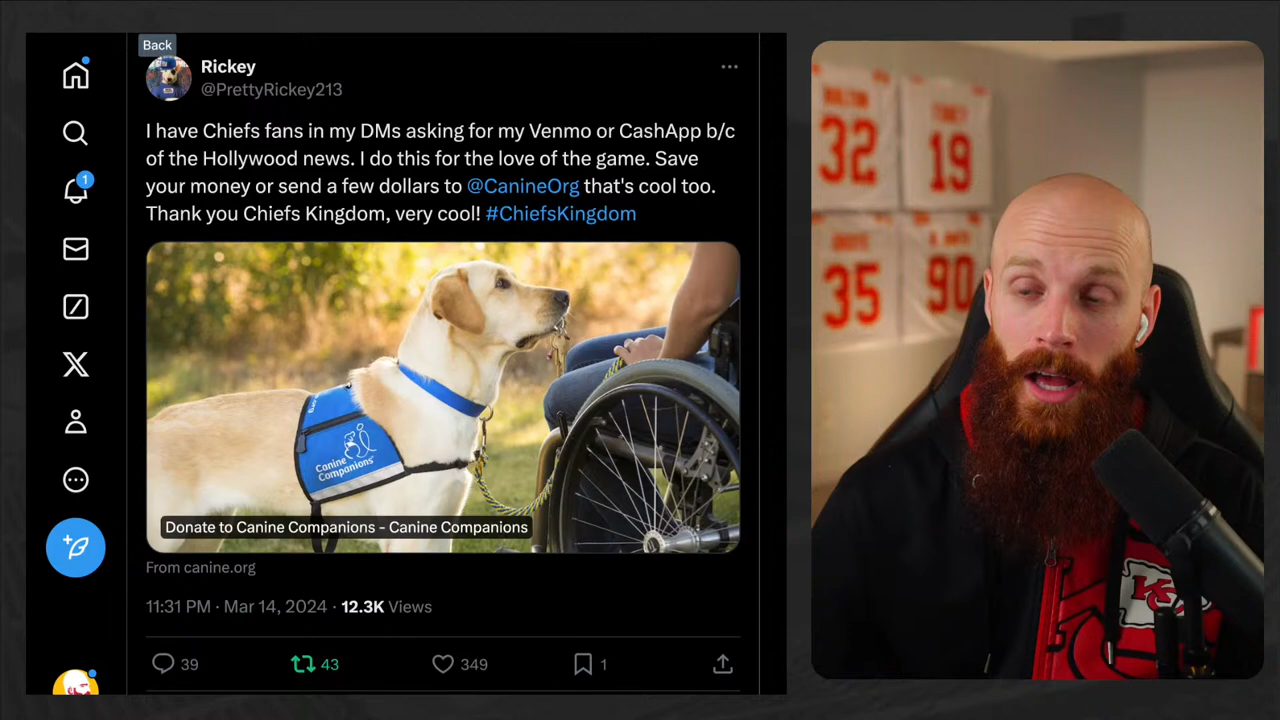 Back
Rickey
@PrettyRickey213
I have Chiefs fans in my DMs asking for my Venmo or CashApp b/c
of the Hollywood news. I do this for the love of the game. Save
your money or send a few dollars to @CanineOrg that's cool too.
Thank you Chiefs Kingdom, very cool! #ChiefsKingdom
Canine
Companions®
Donate to Canine Companions - Canine Companions
From canine.org
11:31 PM · Mar 14, 2024 · 12.3K Views
39
43
349
1
1
32
19
35
90
KC